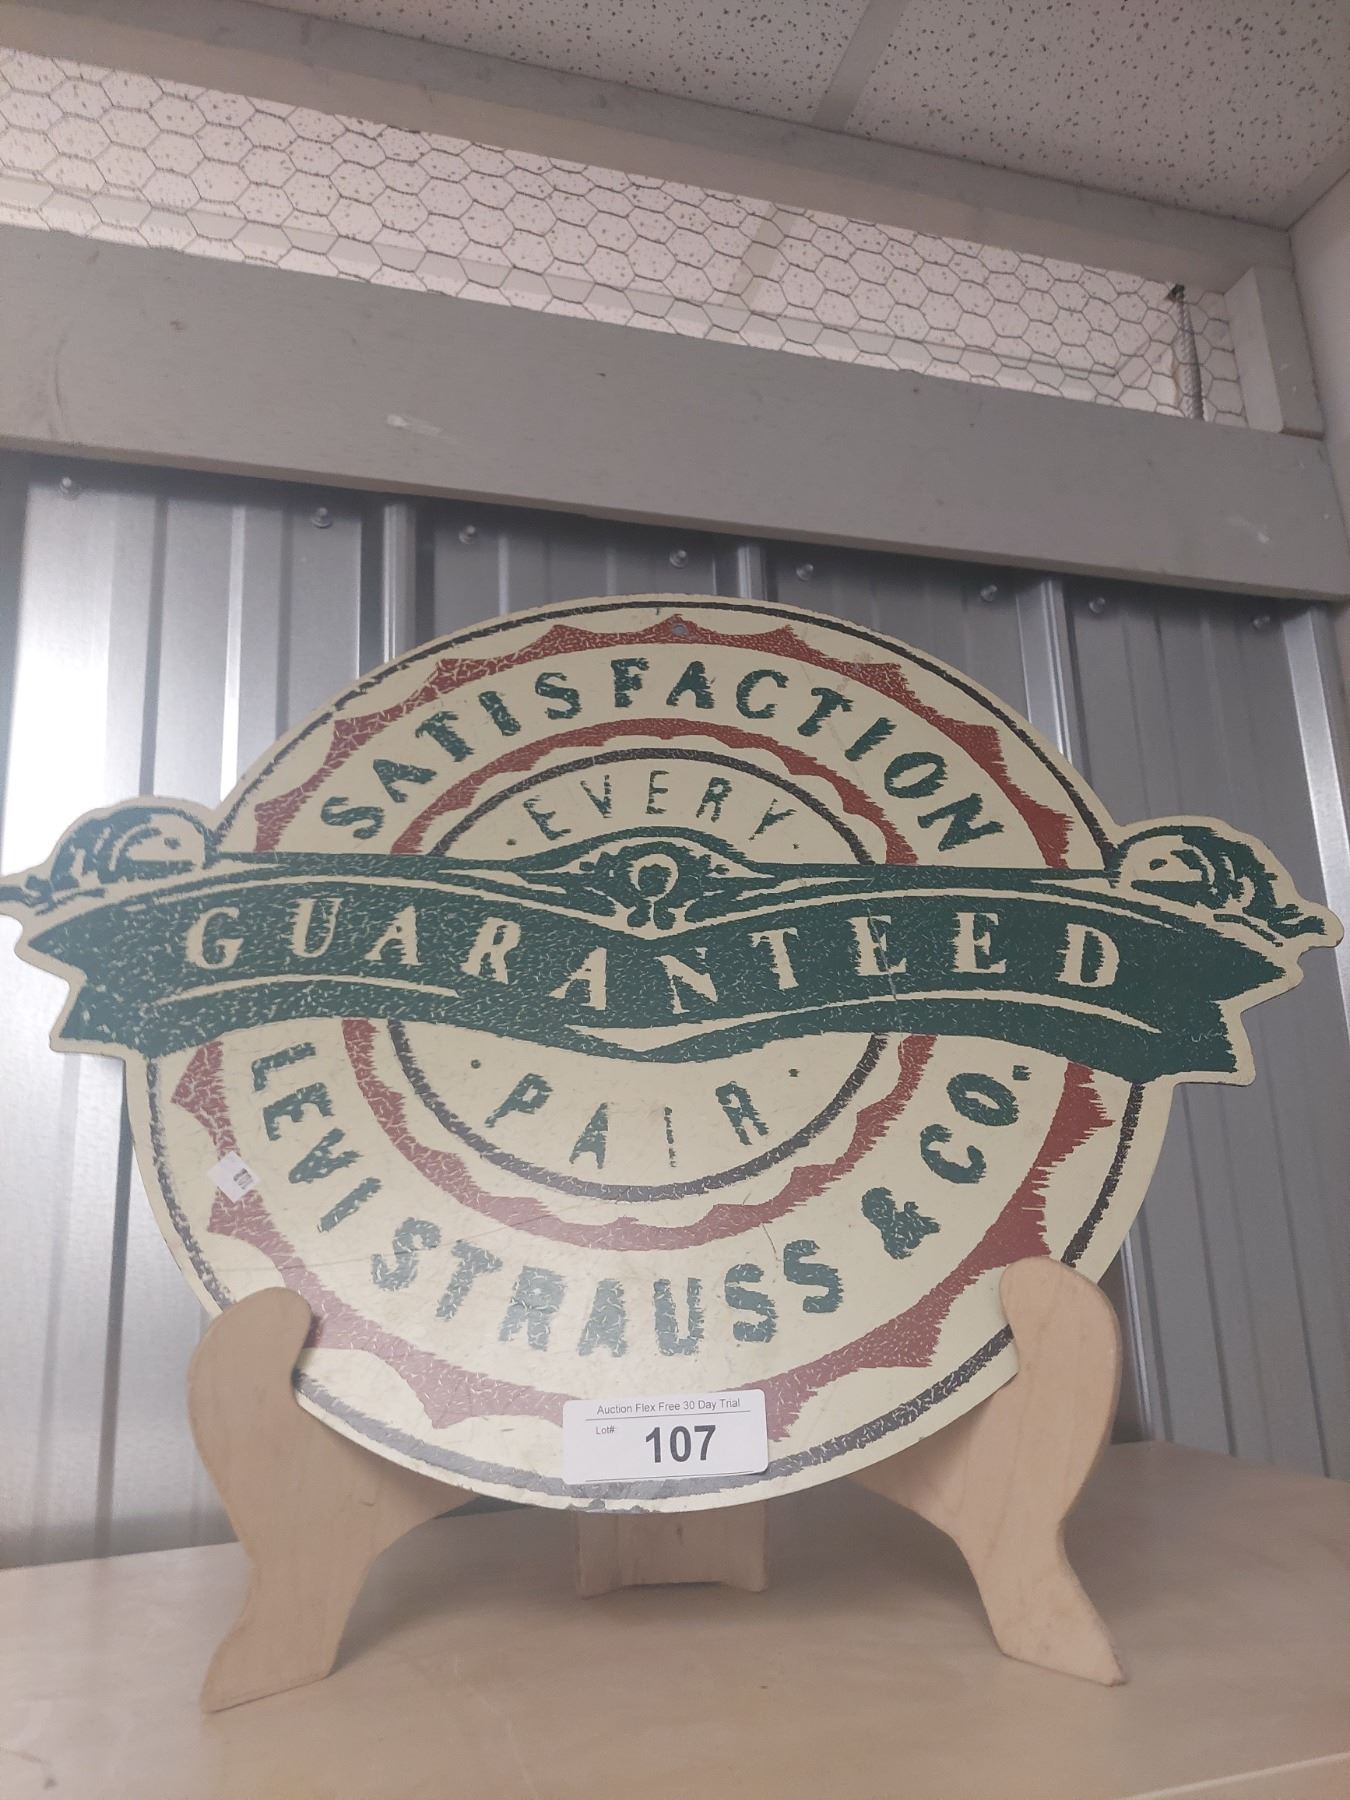 SATISFACTION
· EVERY ·
GUARANTEED
· PAIR ·
LEVI STRAUSS & CO.
Auction Flex Free 30 Day Trial
Lot#: 107